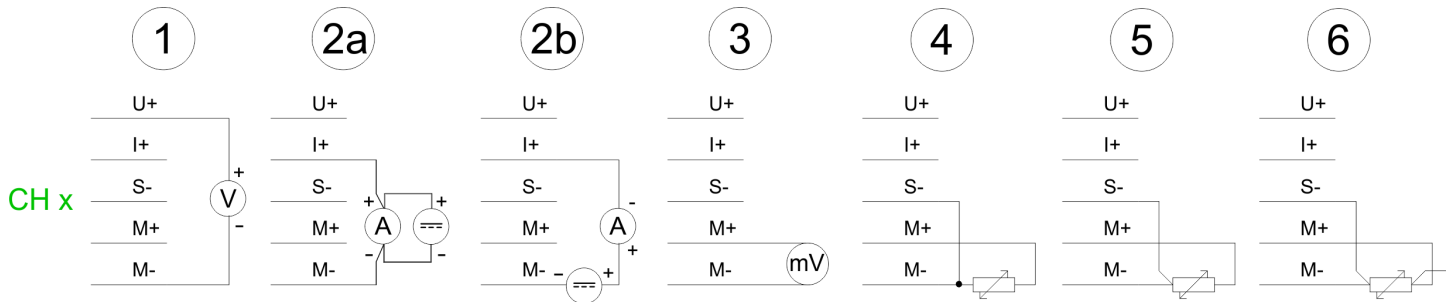 1 2a 2b 3 4 5 6
U+ U+ U+ U+ U+ U+ U+
I+ I+ I+ I+ I+ I+ I+
+
S- S- S- S- S- S- S-
CH x V + + -
- M+ M+ A M+ A M+ M+ M+ M+
- - +
M- M- M- - + M- mV M- M- M-